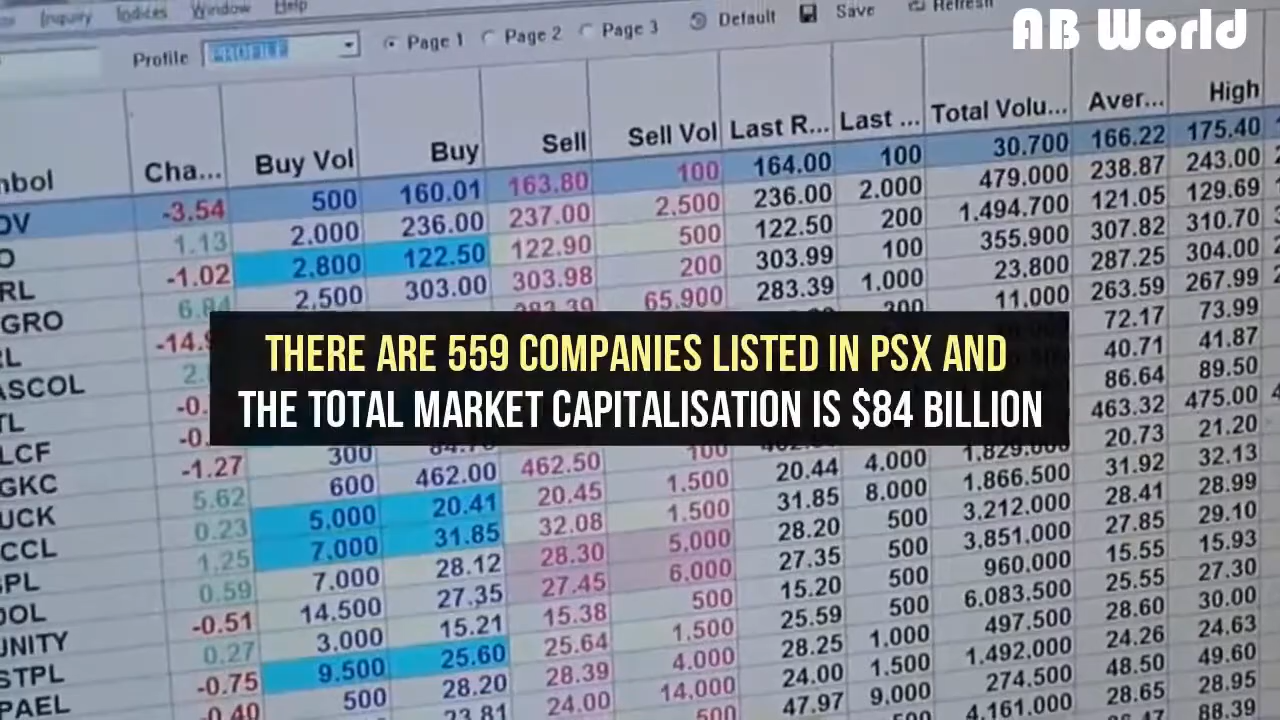 Inquiry Indices Window Help
AB World
Profile PROFILE Page 1 Page 2 Page 3 Default Save Refresh
Cha... Buy Vol Buy Sell Sell Vol Last R... Last ... Total Volu... Aver... High
-3.54 500 160.01 163.80 100 164.00 100 30.700 166.22 175.40
1.13 2.000 236.00 237.00 2.500 236.00 2.000 479.000 238.87 243.00
-1.02 2.800 122.50 122.90 500 122.50 200 1.494.700 121.05 129.69
2.500 303.00 303.98 200 303.99 100 355.900 307.82 310.70
65.900 283.39 1.000 23.800 287.25 304.00
11.000 263.59 267.99
72.17 73.99
40.71 41.87
86.64 89.50
463.32 475.00
THERE ARE 559 COMPANIES LISTED IN PSX AND
THE TOTAL MARKET CAPITALISATION IS $84 BILLION
300 20.73 21.20
-1.27 600 462.00 462.50 1.500 20.44 4.000 1.866.500 31.92 32.13
5.62 5.000 20.41 20.45 1.500 31.85 8.000 3.212.000 28.41 28.99
0.23 7.000 31.85 32.08 5.000 28.20 500 3.851.000 27.85 29.10
1.25 7.000 28.12 28.30 6.000 27.35 500 960.000 15.55 15.93
0.59 14.500 27.35 27.45 500 15.20 500 6.083.500 25.55 27.30
-0.51 3.000 15.21 15.38 1.500 25.59 500 497.500 28.60 30.00
0.27 9.500 25.60 25.64 4.000 28.25 1.000 1.492.000 24.26 24.63
-0.75 500 28.20 28.39 14.000 24.00 1.500 274.500 48.50 49.60
-0.40 23.81 24.00 500 47.97 9.000 4.161.000 28.65 28.95
88.39